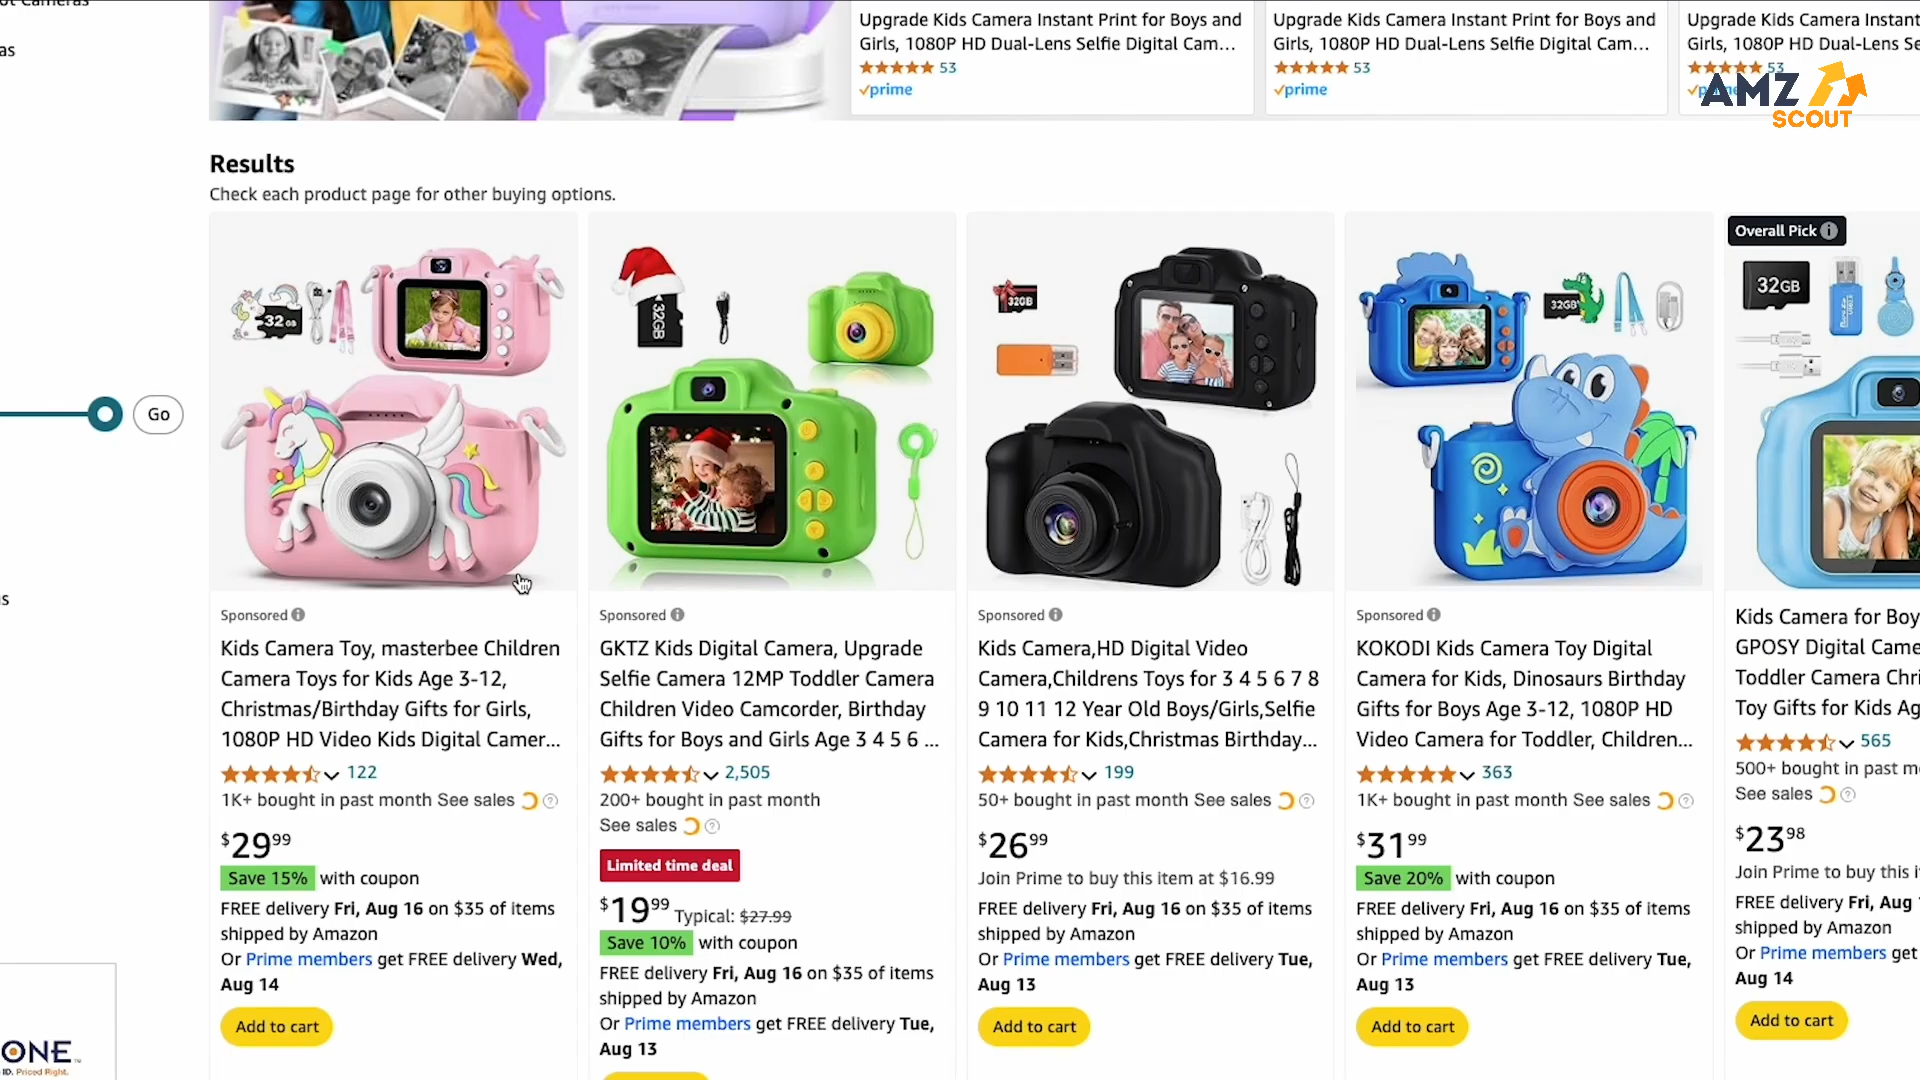 as
Upgrade Kids Camera Instant Print for Boys and
Girls, 1080P HD Dual-Lens Selfie Digital Cam...
53
prime
Upgrade Kids Camera Instant Print for Boys and
Girls, 1080P HD Dual-Lens Selfie Digital Cam...
53
prime
Upgrade Kids Camera Instant
Girls, 1080P HD Dual-Lens Se
53
AMZ
SCOUT
Results
Check each product page for other buying options.
Go
32 GB
32GB
32GB
32GB
Overall Pick
32GB
Sponsored
Kids Camera Toy, masterbee Children
Camera Toys for Kids Age 3-12,
Christmas/Birthday Gifts for Girls,
1080P HD Video Kids Digital Camer...
122
1K+ bought in past month See sales
$29.99
Save 15% with coupon
FREE delivery Fri, Aug 16 on $35 of items
shipped by Amazon
Or Prime members get FREE delivery Wed,
Aug 14
Add to cart
Sponsored
GKTZ Kids Digital Camera, Upgrade
Selfie Camera 12MP Toddler Camera
Children Video Camcorder, Birthday
Gifts for Boys and Girls Age 3 4 5 6 ...
2,505
200+ bought in past month
See sales
Limited time deal
$19.99 Typical: $27.99
Save 10% with coupon
FREE delivery Fri, Aug 16 on $35 of items
shipped by Amazon
Or Prime members get FREE delivery Tue,
Aug 13
Sponsored
Kids Camera,HD Digital Video
Camera,Childrens Toys for 3 4 5 6 7 8
9 10 11 12 Year Old Boys/Girls,Selfie
Camera for Kids,Christmas Birthday...
199
50+ bought in past month See sales
$26.99
Join Prime to buy this item at $16.99
FREE delivery Fri, Aug 16 on $35 of items
shipped by Amazon
Or Prime members get FREE delivery Tue,
Aug 13
Add to cart
Sponsored
KOKODI Kids Camera Toy Digital
Camera for Kids, Dinosaurs Birthday
Gifts for Boys Age 3-12, 1080P HD
Video Camera for Toddler, Children...
363
1K+ bought in past month See sales
$31.99
Save 20% with coupon
FREE delivery Fri, Aug 16 on $35 of items
shipped by Amazon
Or Prime members get FREE delivery Tue,
Aug 13
Add to cart
Kids Camera for Boy
GPOSY Digital Came
Toddler Camera Chri
Toy Gifts for Kids Ag
565
500+ bought in past m
See sales
$23.98
Join Prime to buy this i
FREE delivery Fri, Aug
shipped by Amazon
Or Prime members get
Aug 14
Add to cart
ONE
ID. Priced Right.